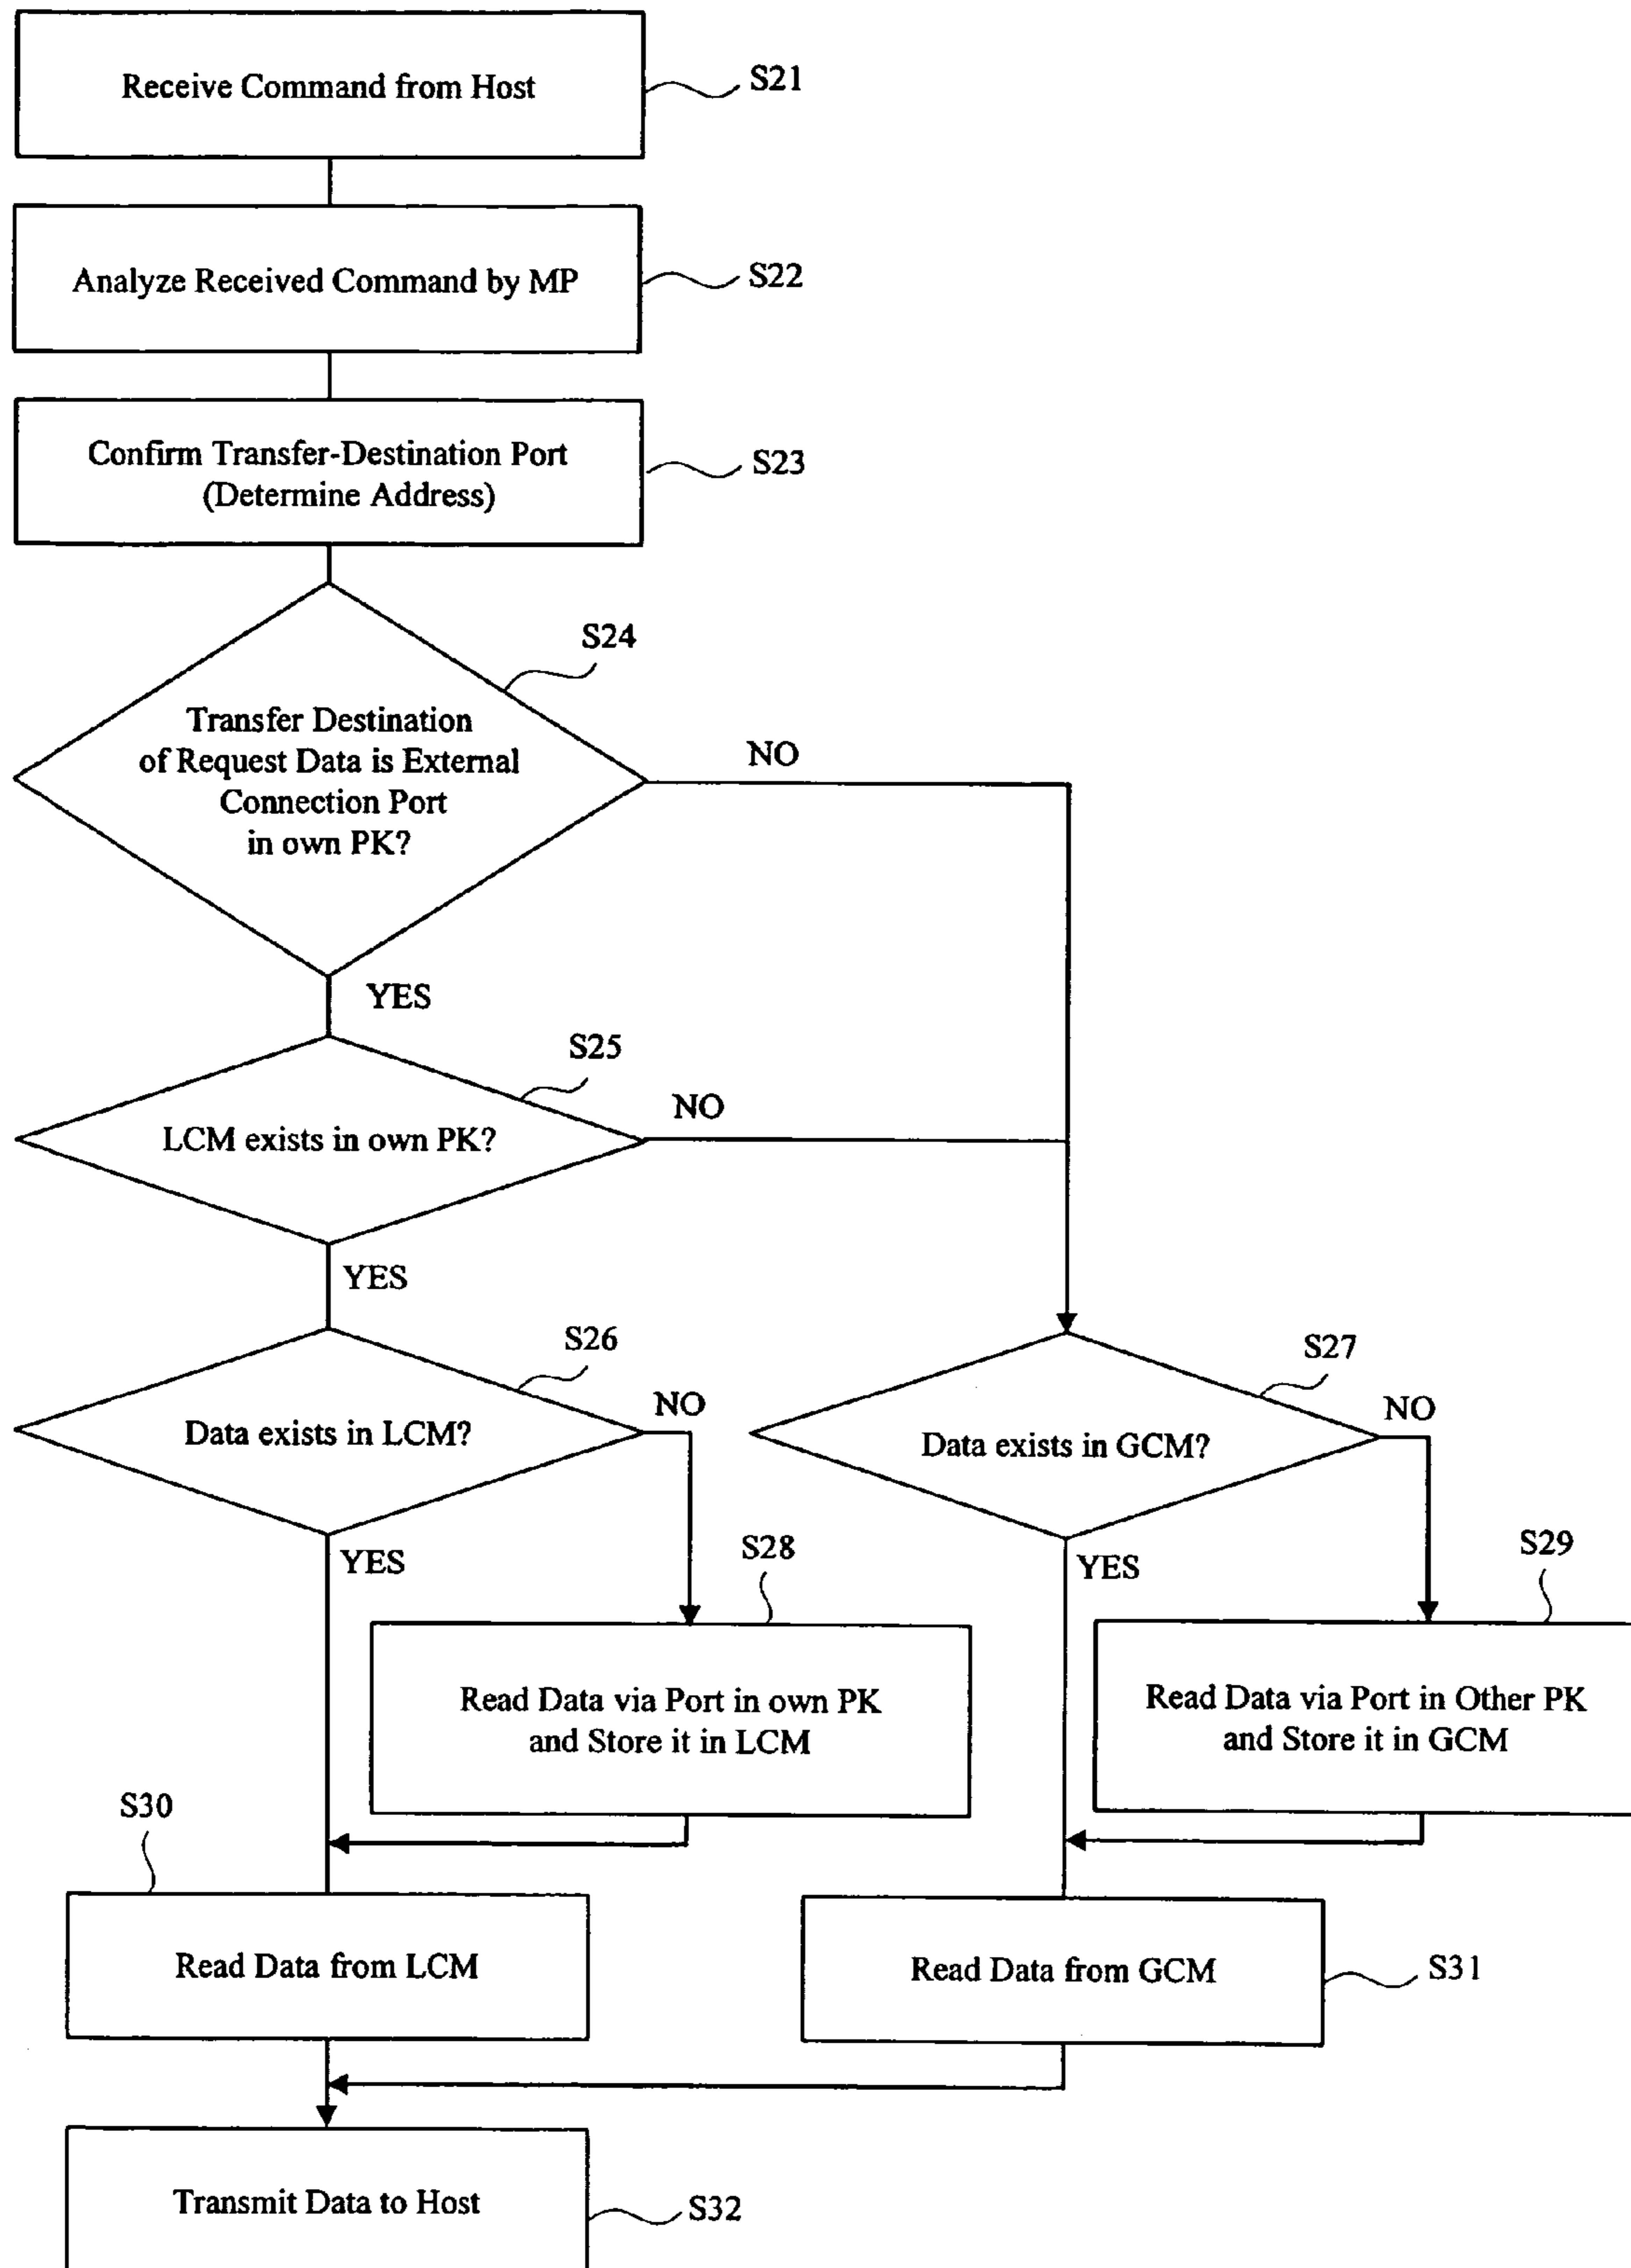 Receive Command from Host
S21
Analyze Received Command by MP
S22
Confirm Transfer-Destination Port
(Determine Address)
S23
S24
Transfer Destination
of Request Data is External
Connection Port
in own PK?
NO
YES
S25
LCM exists in own PK?
NO
YES
S26
Data exists in LCM?
NO
YES
S27
Data exists in GCM?
NO
YES
S28
Read Data via Port in own PK
and Store it in LCM
S29
Read Data via Port in Other PK
and Store it in GCM
S30
Read Data from LCM
Read Data from GCM
S31
Transmit Data to Host
S32